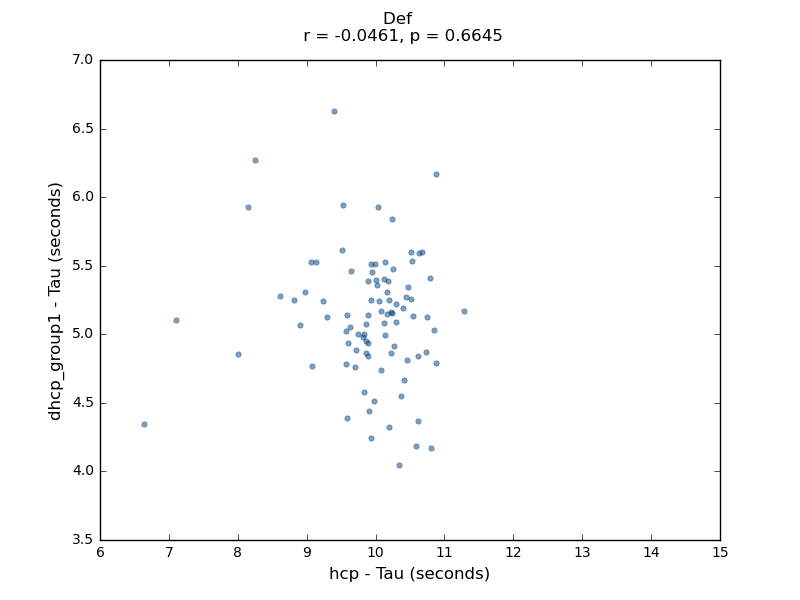 Def
r = -0.0461, p = 0.6645
7.0
6.5
6.0
5.5
5.0
4.5
4.0
3.5
dhcp_group1 - Tau (seconds)
6 7 8 9 10 11 12 13 14 15
hcp - Tau (seconds)